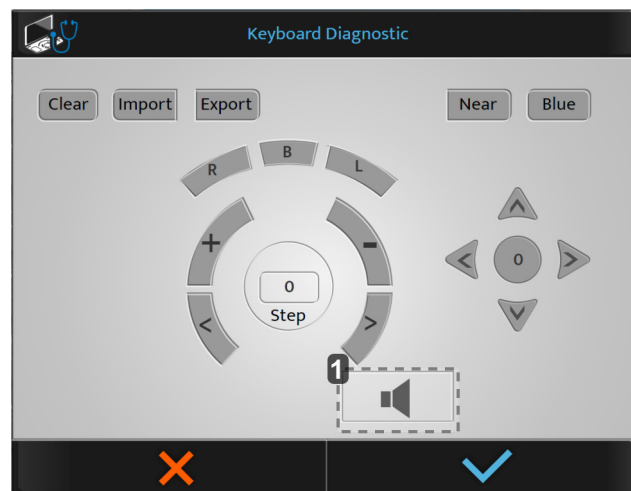 Keyboard Diagnostic
Clear Import Export Near Blue
R B L
+ -
< 0 >
0
Step
< >
1